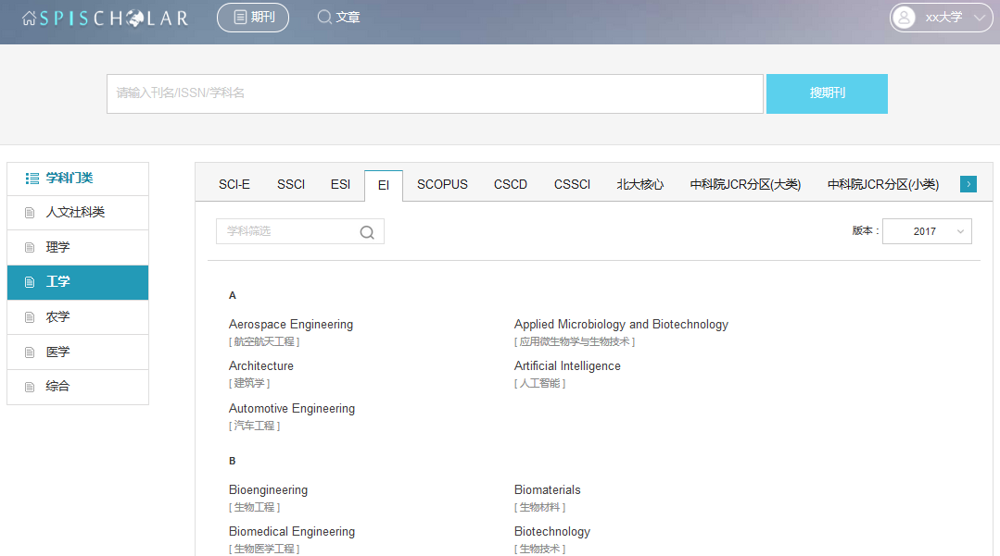 SPISCHOLAR 期刊 文章 xx大学
请输入刊名/ISSN/学科名 搜期刊
学科门类
人文社科类
理学
工学
农学
医学
综合
SCI-E SSCI ESI EI SCOPUS CSCD CSSCI 北大核心 中科院JCR分区(大类) 中科院JCR分区(小类)
学科筛选 版本： 2017
A
Aerospace Engineering
[ 航空航天工程 ]
Applied Microbiology and Biotechnology
[ 应用微生物学与生物技术 ]
Architecture
[ 建筑学 ]
Artificial Intelligence
[ 人工智能 ]
Automotive Engineering
[ 汽车工程 ]
B
Bioengineering
[ 生物工程 ]
Biomaterials
[ 生物材料 ]
Biomedical Engineering
[ 生物医学工程 ]
Biotechnology
[ 生物技术 ]